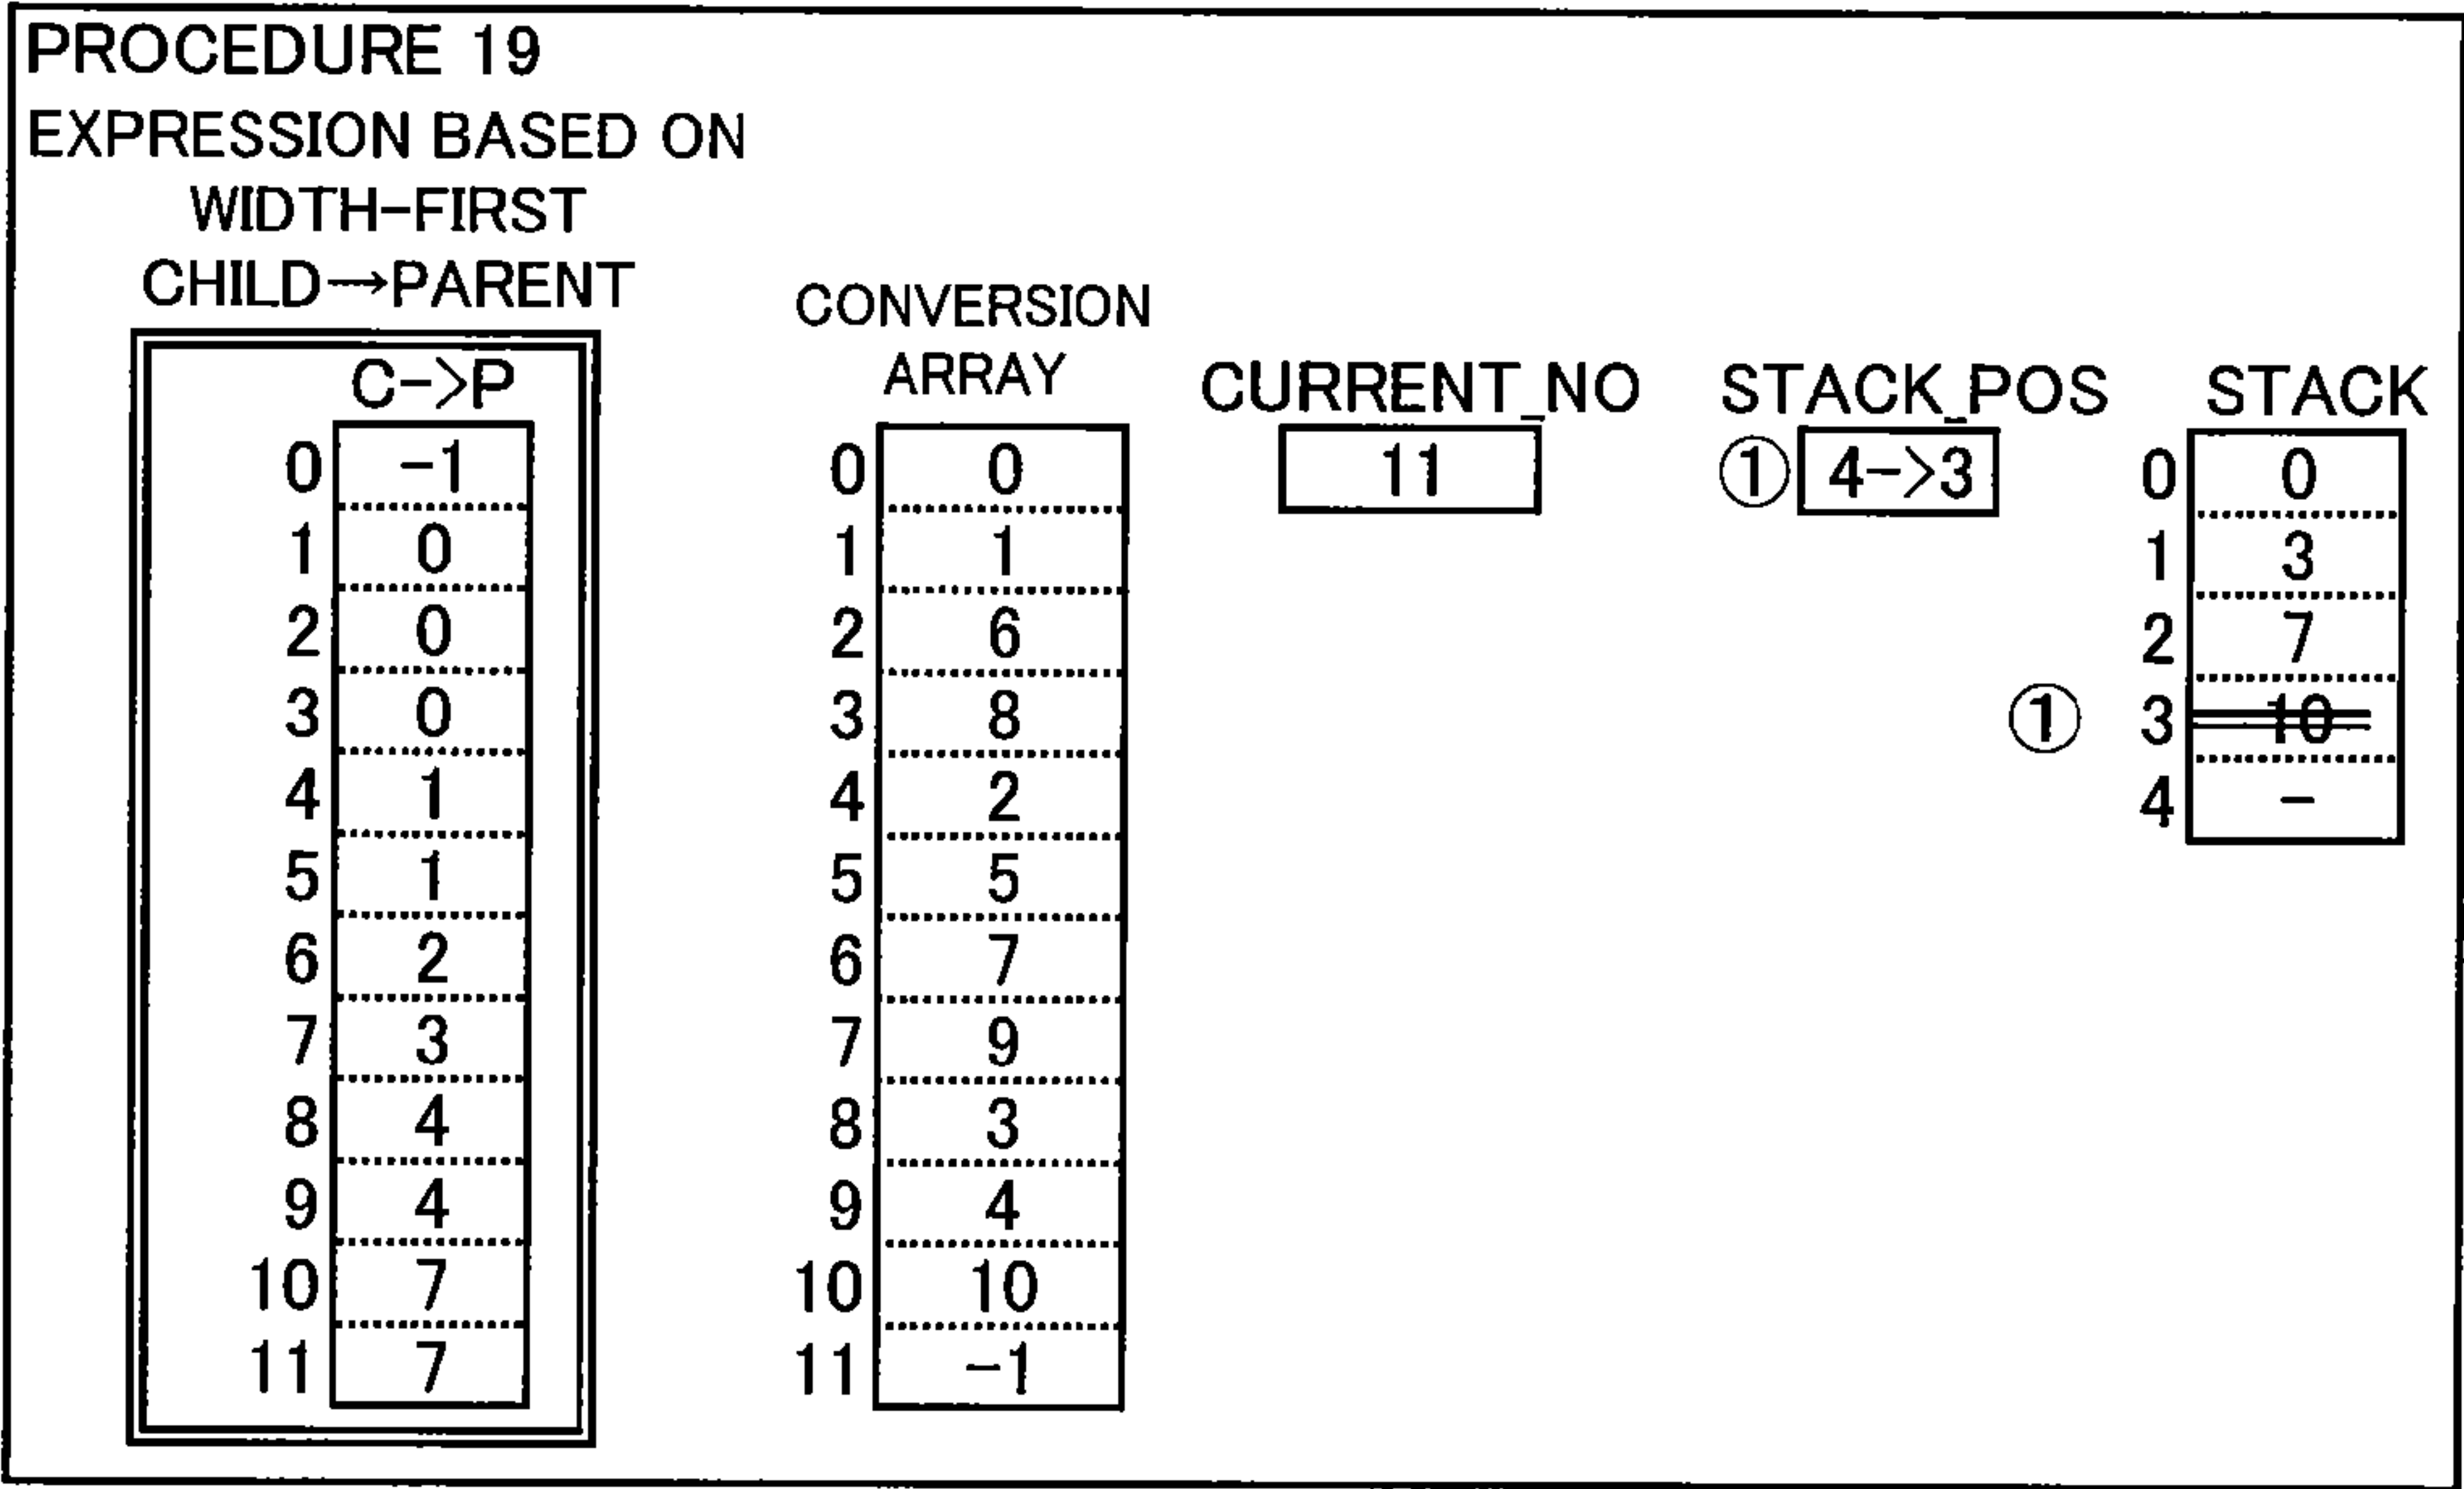 PROCEDURE 19
EXPRESSION BASED ON
WIDTH-FIRST
CHILD→PARENT
C->P
0 -1
1 0
2 0
3 0
4 1
5 1
6 2
7 3
8 4
9 4
10 7
11 7
CONVERSION
ARRAY
0 0
1 1
2 6
3 8
4 2
5 5
6 7
7 9
8 3
9 4
10 10
11 -1
CURRENT_NO
11
STACK_POS
① 4->3
STACK
0 0
1 3
2 7
① 3 10
4 -